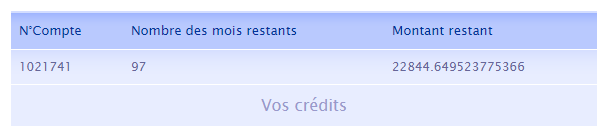 N°Compte Nombre des mois restants Montant restant
1021741 97 22844.649523775366
Vos crédits